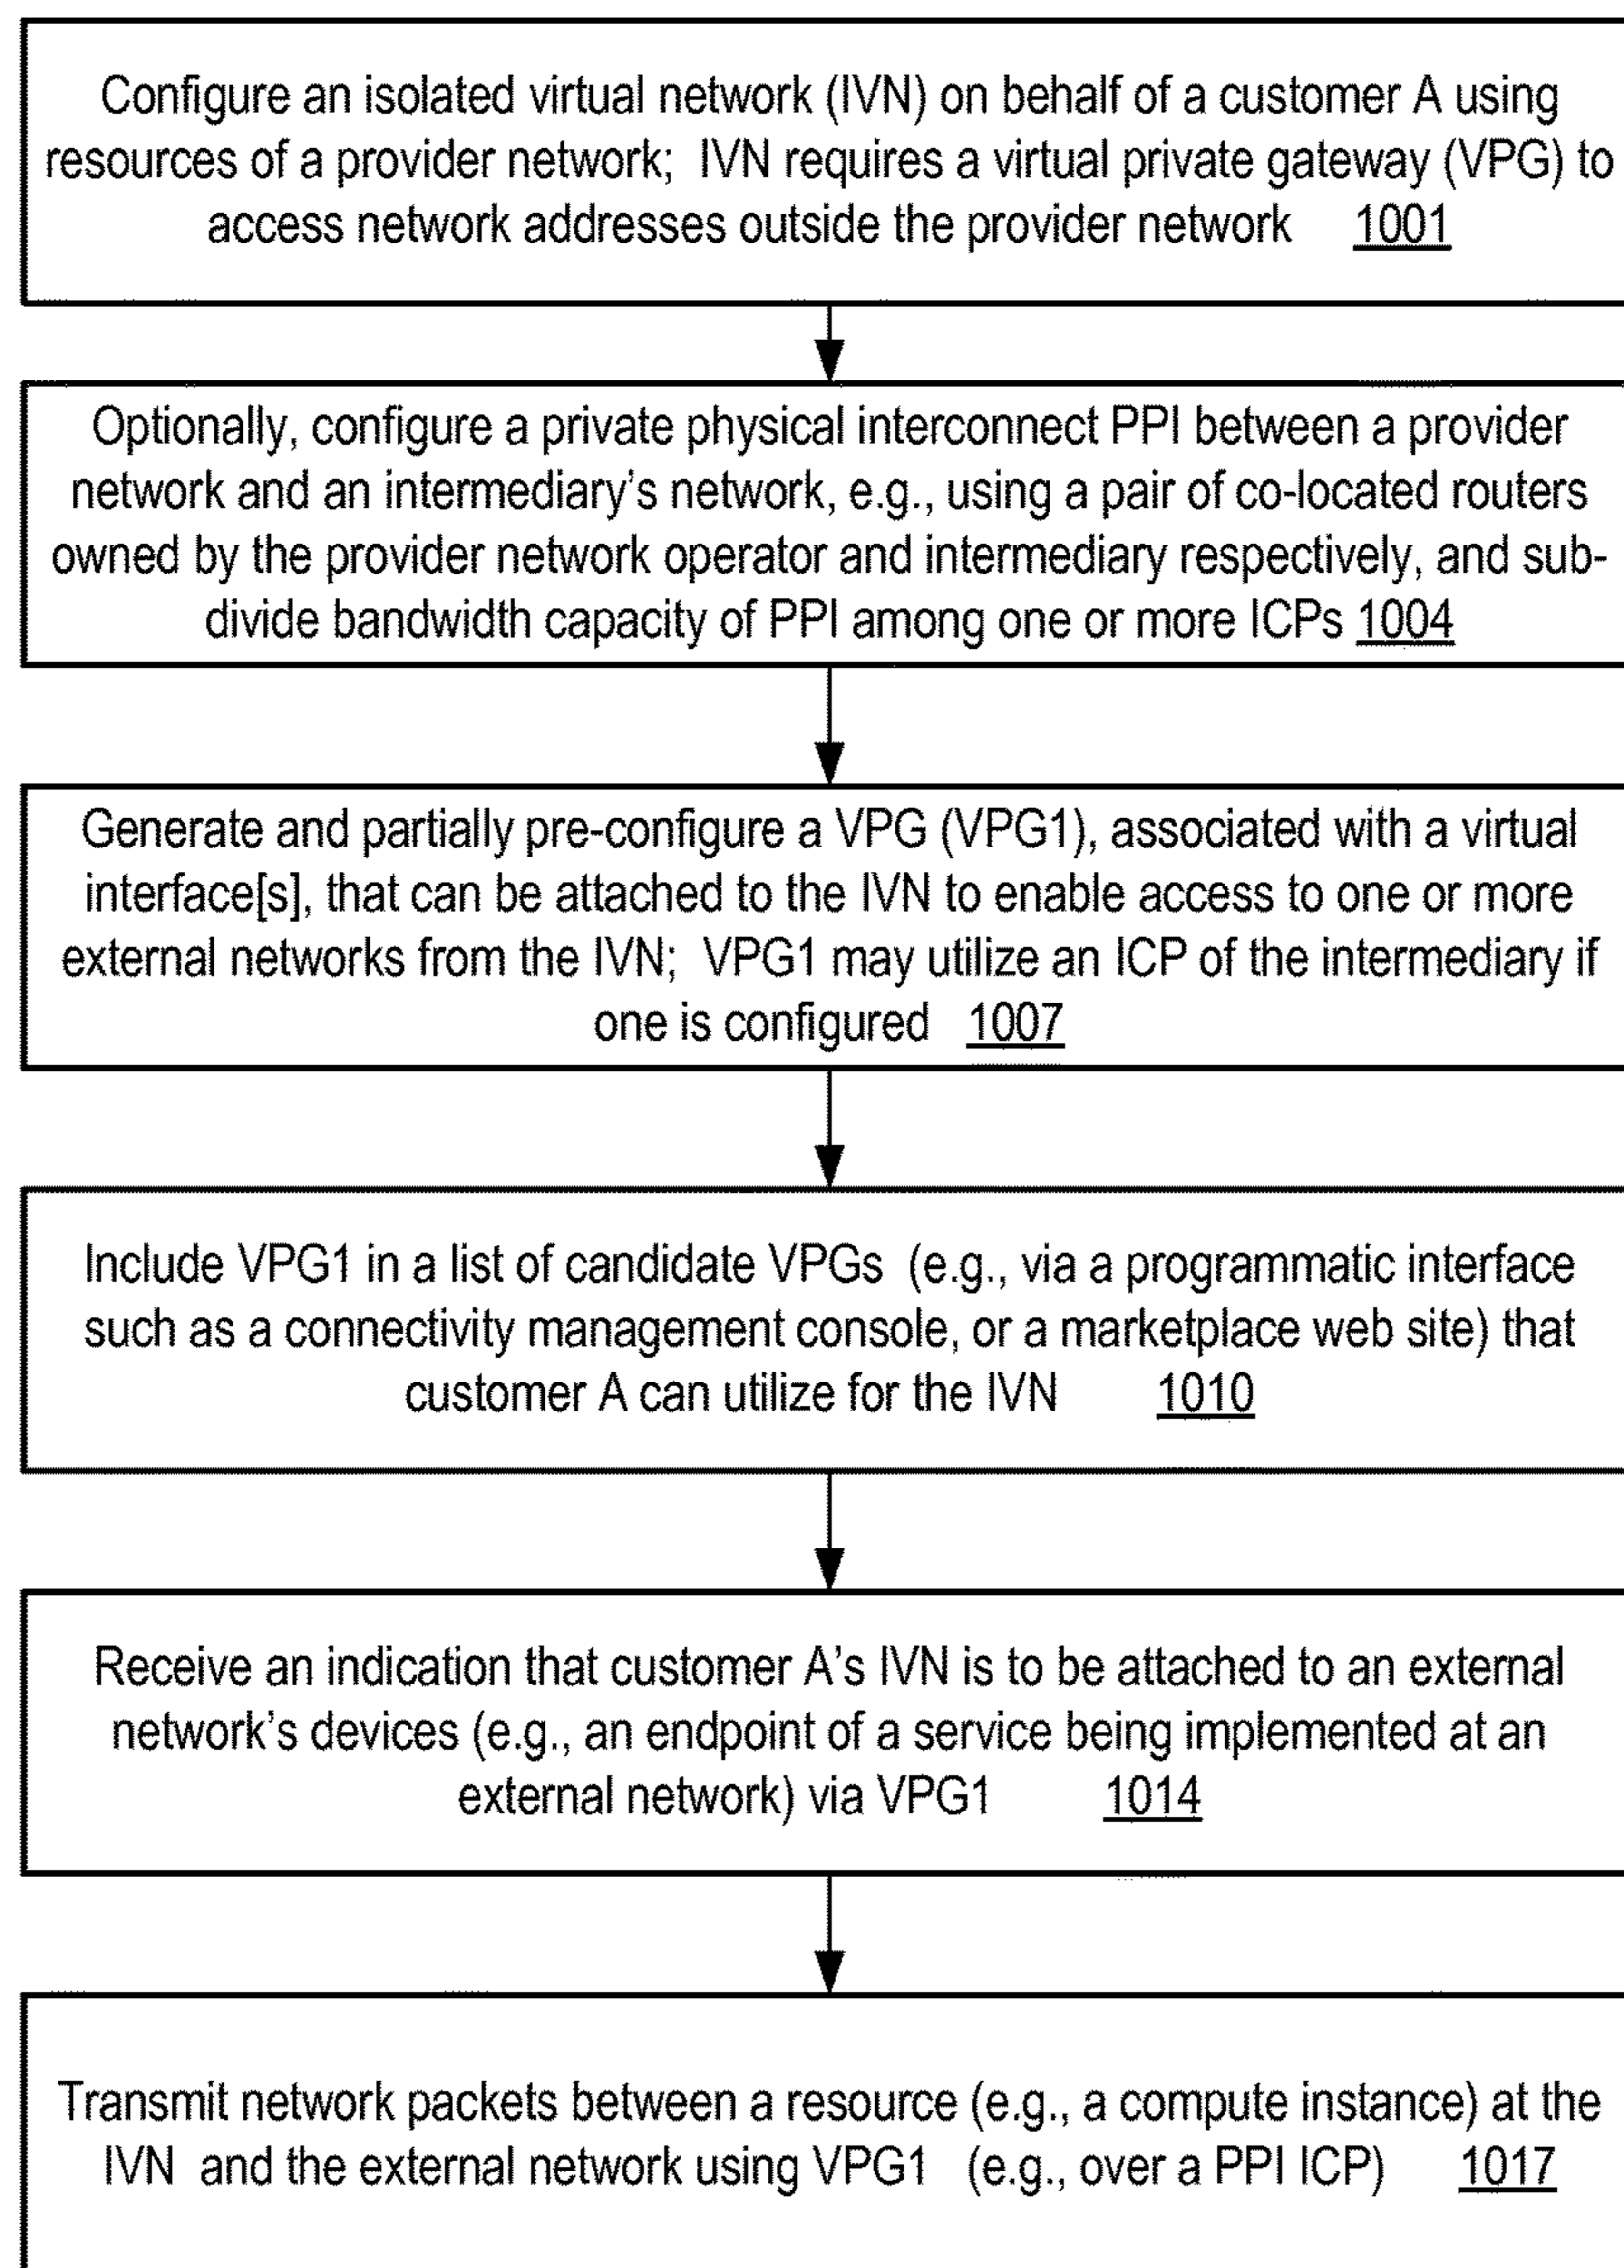 Configure an isolated virtual network (IVN) on behalf of a customer A using
resources of a provider network; IVN requires a virtual private gateway (VPG) to
access network addresses outside the provider network 1001
Optionally, configure a private physical interconnect PPI between a provider
network and an intermediary's network, e.g., using a pair of co-located routers
owned by the provider network operator and intermediary respectively, and sub-
divide bandwidth capacity of PPI among one or more ICPs 1004
Generate and partially pre-configure a VPG (VPG1), associated with a virtual
interface[s], that can be attached to the IVN to enable access to one or more
external networks from the IVN; VPG1 may utilize an ICP of the intermediary if
one is configured 1007
Include VPG1 in a list of candidate VPGs (e.g., via a programmatic interface
such as a connectivity management console, or a marketplace web site) that
customer A can utilize for the IVN 1010
Receive an indication that customer A's IVN is to be attached to an external
network's devices (e.g., an endpoint of a service being implemented at an
external network) via VPG1 1014
Transmit network packets between a resource (e.g., a compute instance) at the
IVN and the external network using VPG1 (e.g., over a PPI ICP) 1017